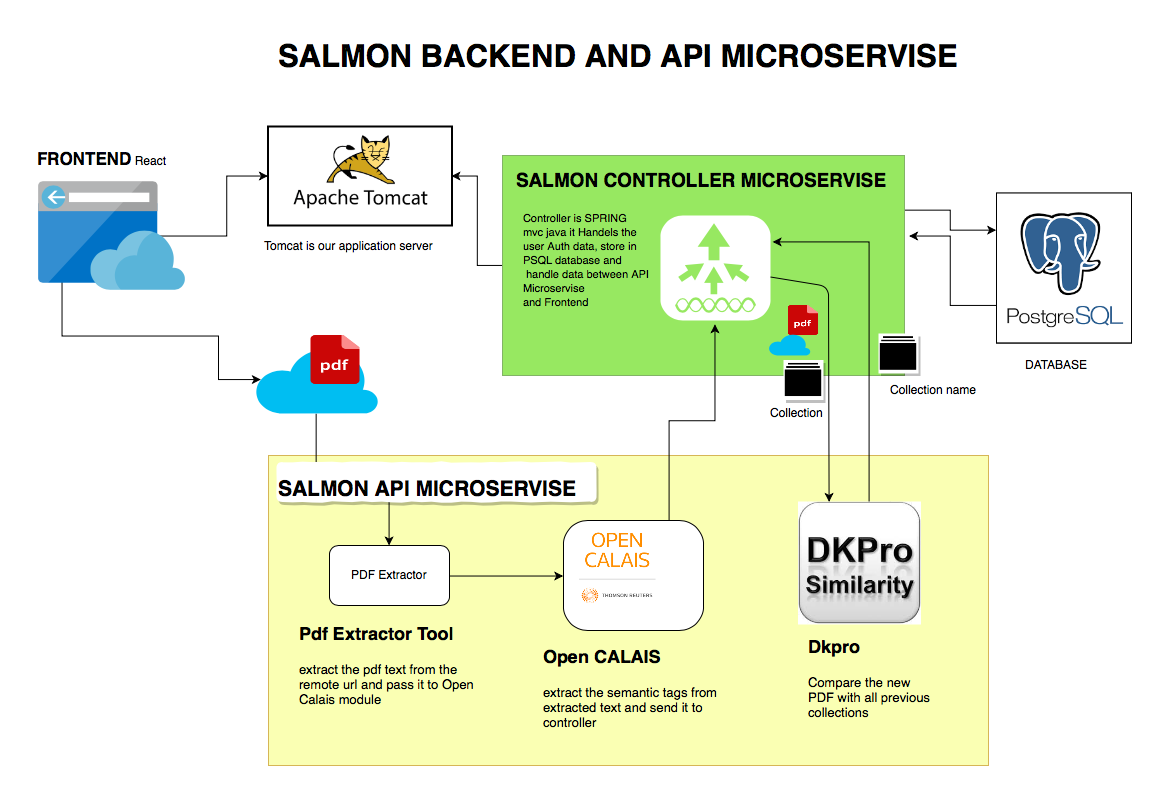 SALMON BACKEND AND API MICROSERVISE
FRONTEND React
Apache Tomcat
Tomcat is our application server
SALMON CONTROLLER MICROSERVISE
Controller is SPRING
mvc java it Handels the
user Auth data, store in
PSQL database and
handle data between API
Microservise
and Frontend
PostgreSQL
DATABASE
pdf
pdf
Collection name
Collection
SALMON API MICROSERVISE
PDF Extractor
Pdf Extractor Tool
extract the pdf text from the
remote url and pass it to Open
Calais module
OPEN
CALAIS
THOMSON REUTERS
Open CALAIS
extract the semantic tags from
extracted text and send it to
controller
DKPro
Similarity
Dkpro
Compare the new
PDF with all previous
collections